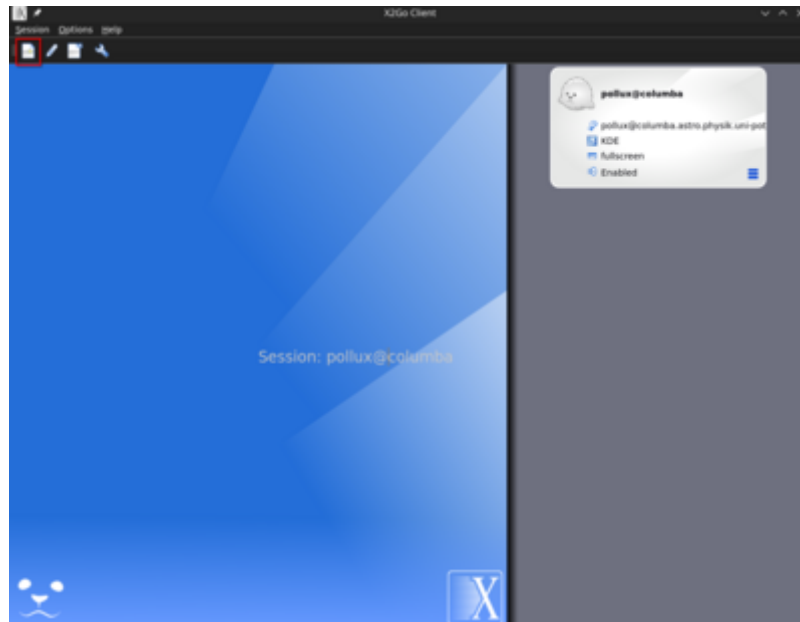 X2Go Client
Session Options Help
pollux@columba
pollux@columba.astro.physik.uni-pot
KDE
fullscreen
Enabled
Session: pollux@columba
X